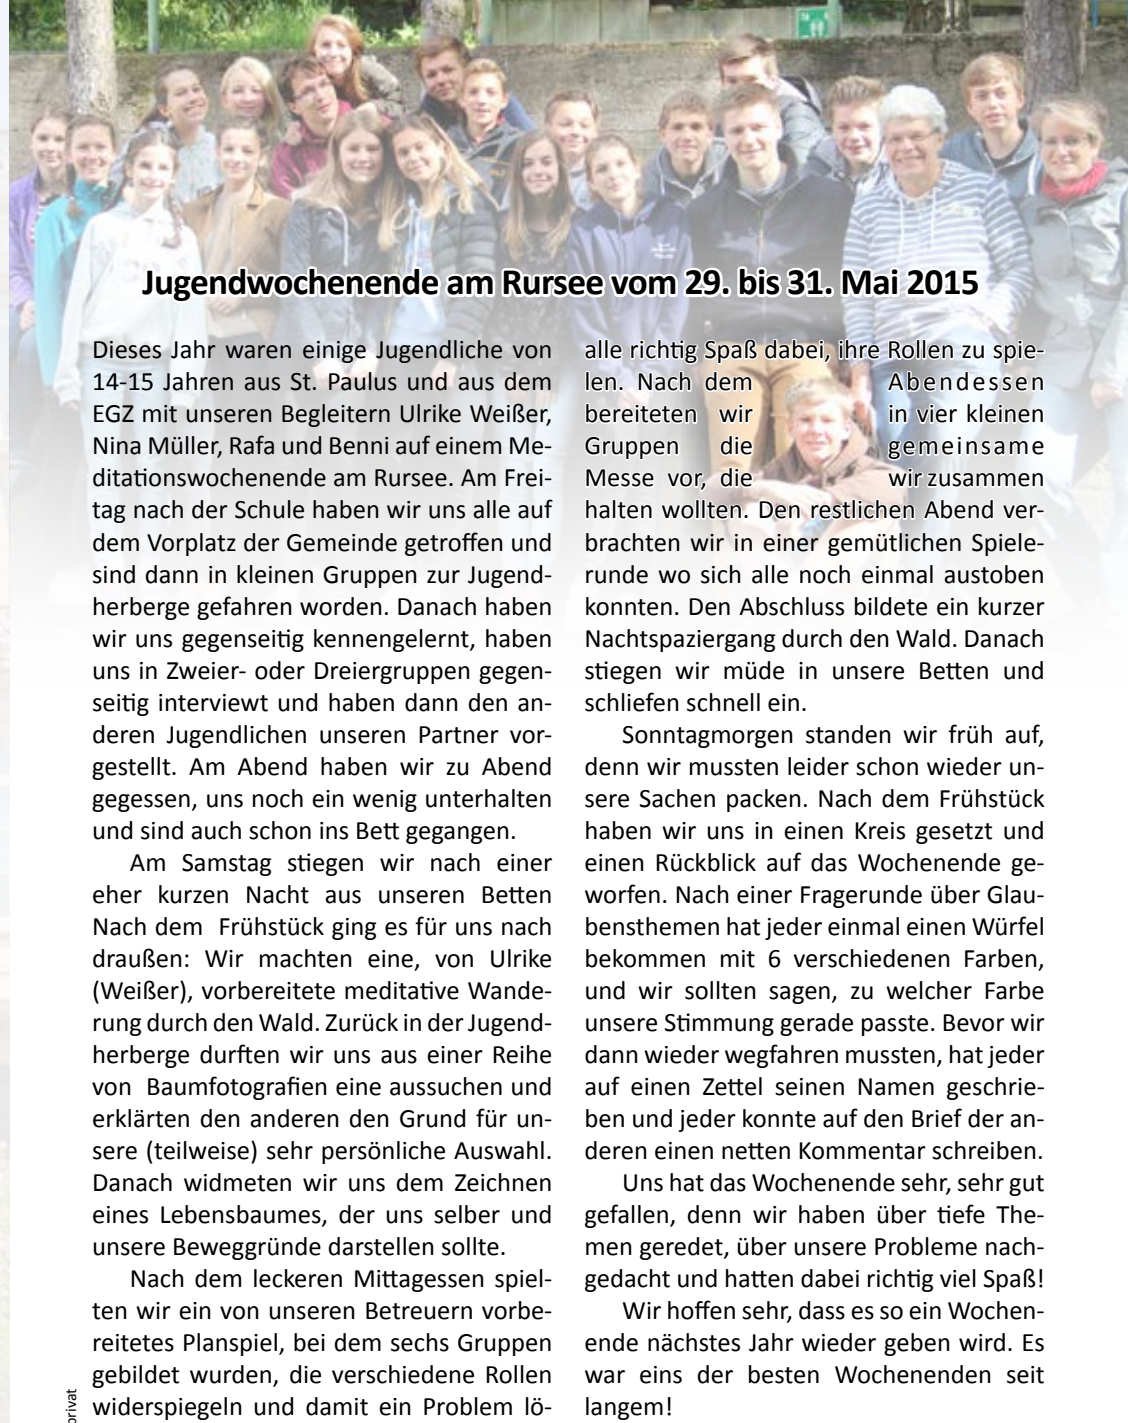 Jugendwochenende am Rursee vom 29. bis 31. Mai 2015
Dieses Jahr waren einige Jugendliche von
14-15 Jahren aus St. Paulus und aus dem
EGZ mit unseren Begleitern Ulrike Weißer,
Nina Müller, Rafa und Benni auf einem Me-
ditationswochenende am Rursee. Am Frei-
tag nach der Schule haben wir uns alle auf
dem Vorplatz der Gemeinde getroffen und
sind dann in kleinen Gruppen zur Jugend-
herberge gefahren worden. Danach haben
wir uns gegenseitig kennengelernt, haben
uns in Zweier- oder Dreiergruppen gegen-
seitig interviewt und haben dann den an-
deren Jugendlichen unseren Partner vor-
gestellt. Am Abend haben wir zu Abend
gegessen, uns noch ein wenig unterhalten
und sind auch schon ins Bett gegangen.
Am Samstag stiegen wir nach einer
eher kurzen Nacht aus unseren Betten
Nach dem Frühstück ging es für uns nach
draußen: Wir machten eine, von Ulrike
(Weißer), vorbereitete meditative Wande-
rung durch den Wald. Zurück in der Jugend-
herberge durften wir uns aus einer Reihe
von Baumfotografien eine aussuchen und
erklärten den anderen den Grund für un-
sere (teilweise) sehr persönliche Auswahl.
Danach widmeten wir uns dem Zeichnen
eines Lebensbaumes, der uns selber und
unsere Beweggründe darstellen sollte.
Nach dem leckeren Mittagessen spiel-
ten wir ein von unseren Betreuern vorbe-
reitetes Planspiel, bei dem sechs Gruppen
gebildet wurden, die verschiedene Rollen
widerspiegeln und damit ein Problem lö-
alle richtig Spaß dabei, ihre Rollen zu spie-
len. Nach dem Abendessen
bereiteten wir in vier kleinen
Gruppen die gemeinsame
Messe vor, die wir zusammen
halten wollten. Den restlichen Abend ver-
brachten wir in einer gemütlichen Spiele-
runde wo sich alle noch einmal austoben
konnten. Den Abschluss bildete ein kurzer
Nachtspaziergang durch den Wald. Danach
stiegen wir müde in unsere Betten und
schliefen schnell ein.
Sonntagmorgen standen wir früh auf,
denn wir mussten leider schon wieder un-
sere Sachen packen. Nach dem Frühstück
haben wir uns in einen Kreis gesetzt und
einen Rückblick auf das Wochenende ge-
worfen. Nach einer Fragerunde über Glau-
bensthemen hat jeder einmal einen Würfel
bekommen mit 6 verschiedenen Farben,
und wir sollten sagen, zu welcher Farbe
unsere Stimmung gerade passte. Bevor wir
dann wieder wegfahren mussten, hat jeder
auf einen Zettel seinen Namen geschrie-
ben und jeder konnte auf den Brief der an-
deren einen netten Kommentar schreiben.
Uns hat das Wochenende sehr, sehr gut
gefallen, denn wir haben über tiefe The-
men geredet, über unsere Probleme nach-
gedacht und hatten dabei richtig viel Spaß!
Wir hoffen sehr, dass es so ein Wochen-
ende nächstes Jahr wieder geben wird. Es
war eins der besten Wochenenden seit
langem!
privat